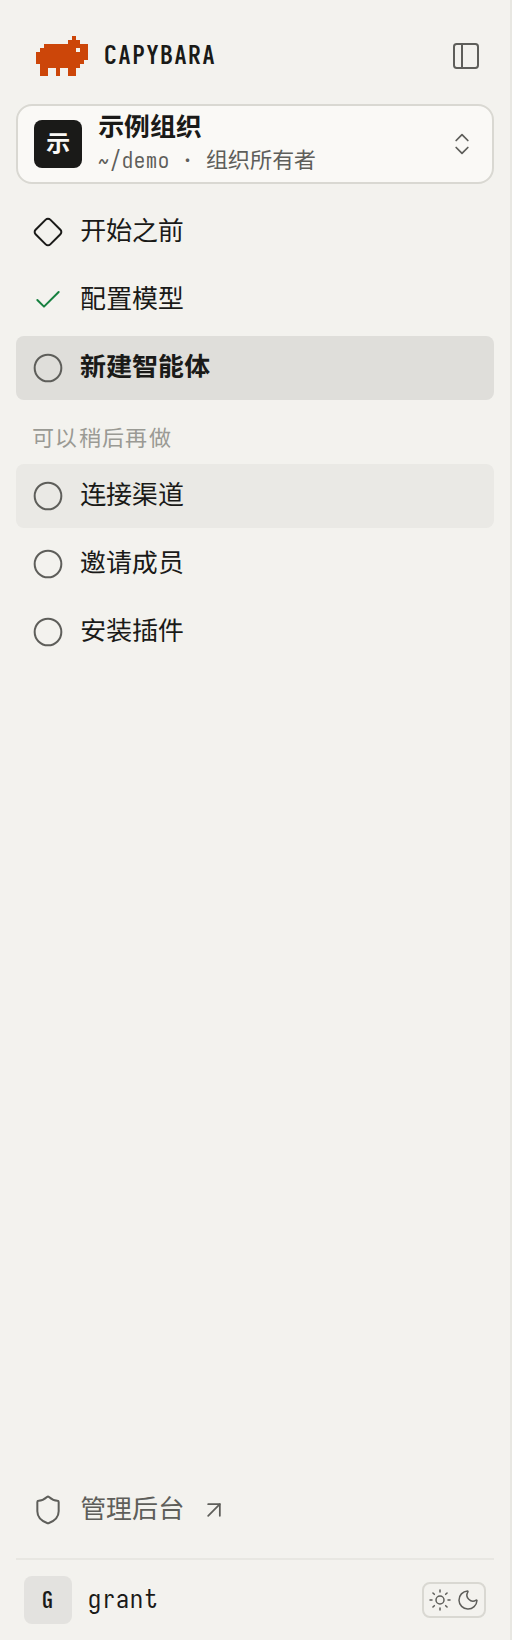 CAPYBARA
示 示例组织
~/demo · 组织所有者
开始之前
配置模型
新建智能体
可以稍后再做
连接渠道
邀请成员
安装插件
管理后台
G grant